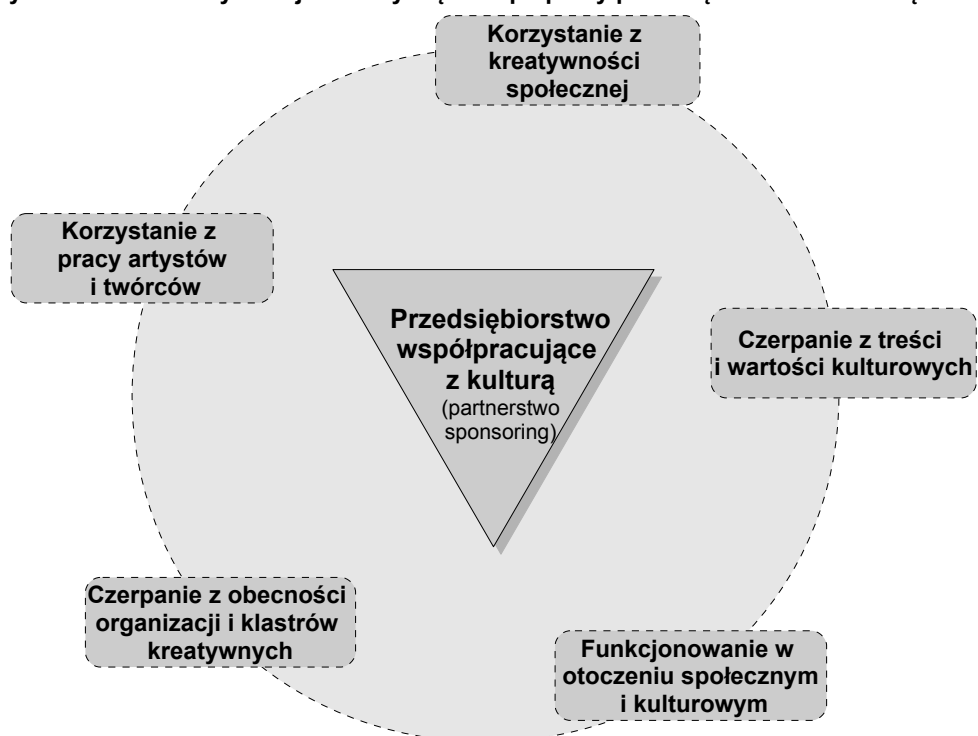 Korzystanie z
kreatywności
społecznej
Korzystanie z
pracy artystów
i twórców
Przedsiębiorstwo
współpracujące
z kulturą
(partnerstwo
sponsoring)
Czerpanie z treści
i wartości kulturowych
Czerpanie z obecności
organizacji i klastrów
kreatywnych
Funkcjonowanie w
otoczeniu społecznym
i kulturowym